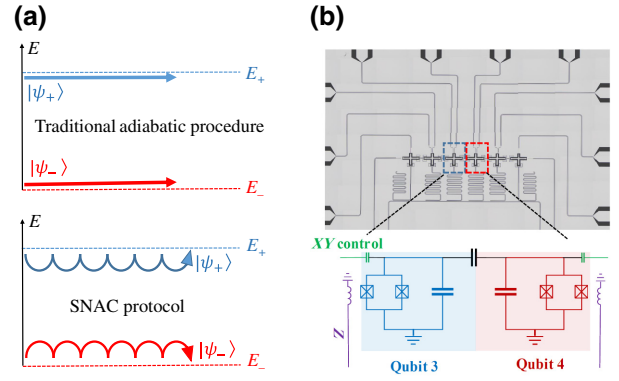 (a)
E
E₊
|ψ₊⟩
Traditional adiabatic procedure
|ψ₋⟩
E₋
E
E₊
|ψ₊⟩
SNAC protocol
|ψ₋⟩
E₋
(b)
XY control
Z
Qubit 3
Qubit 4